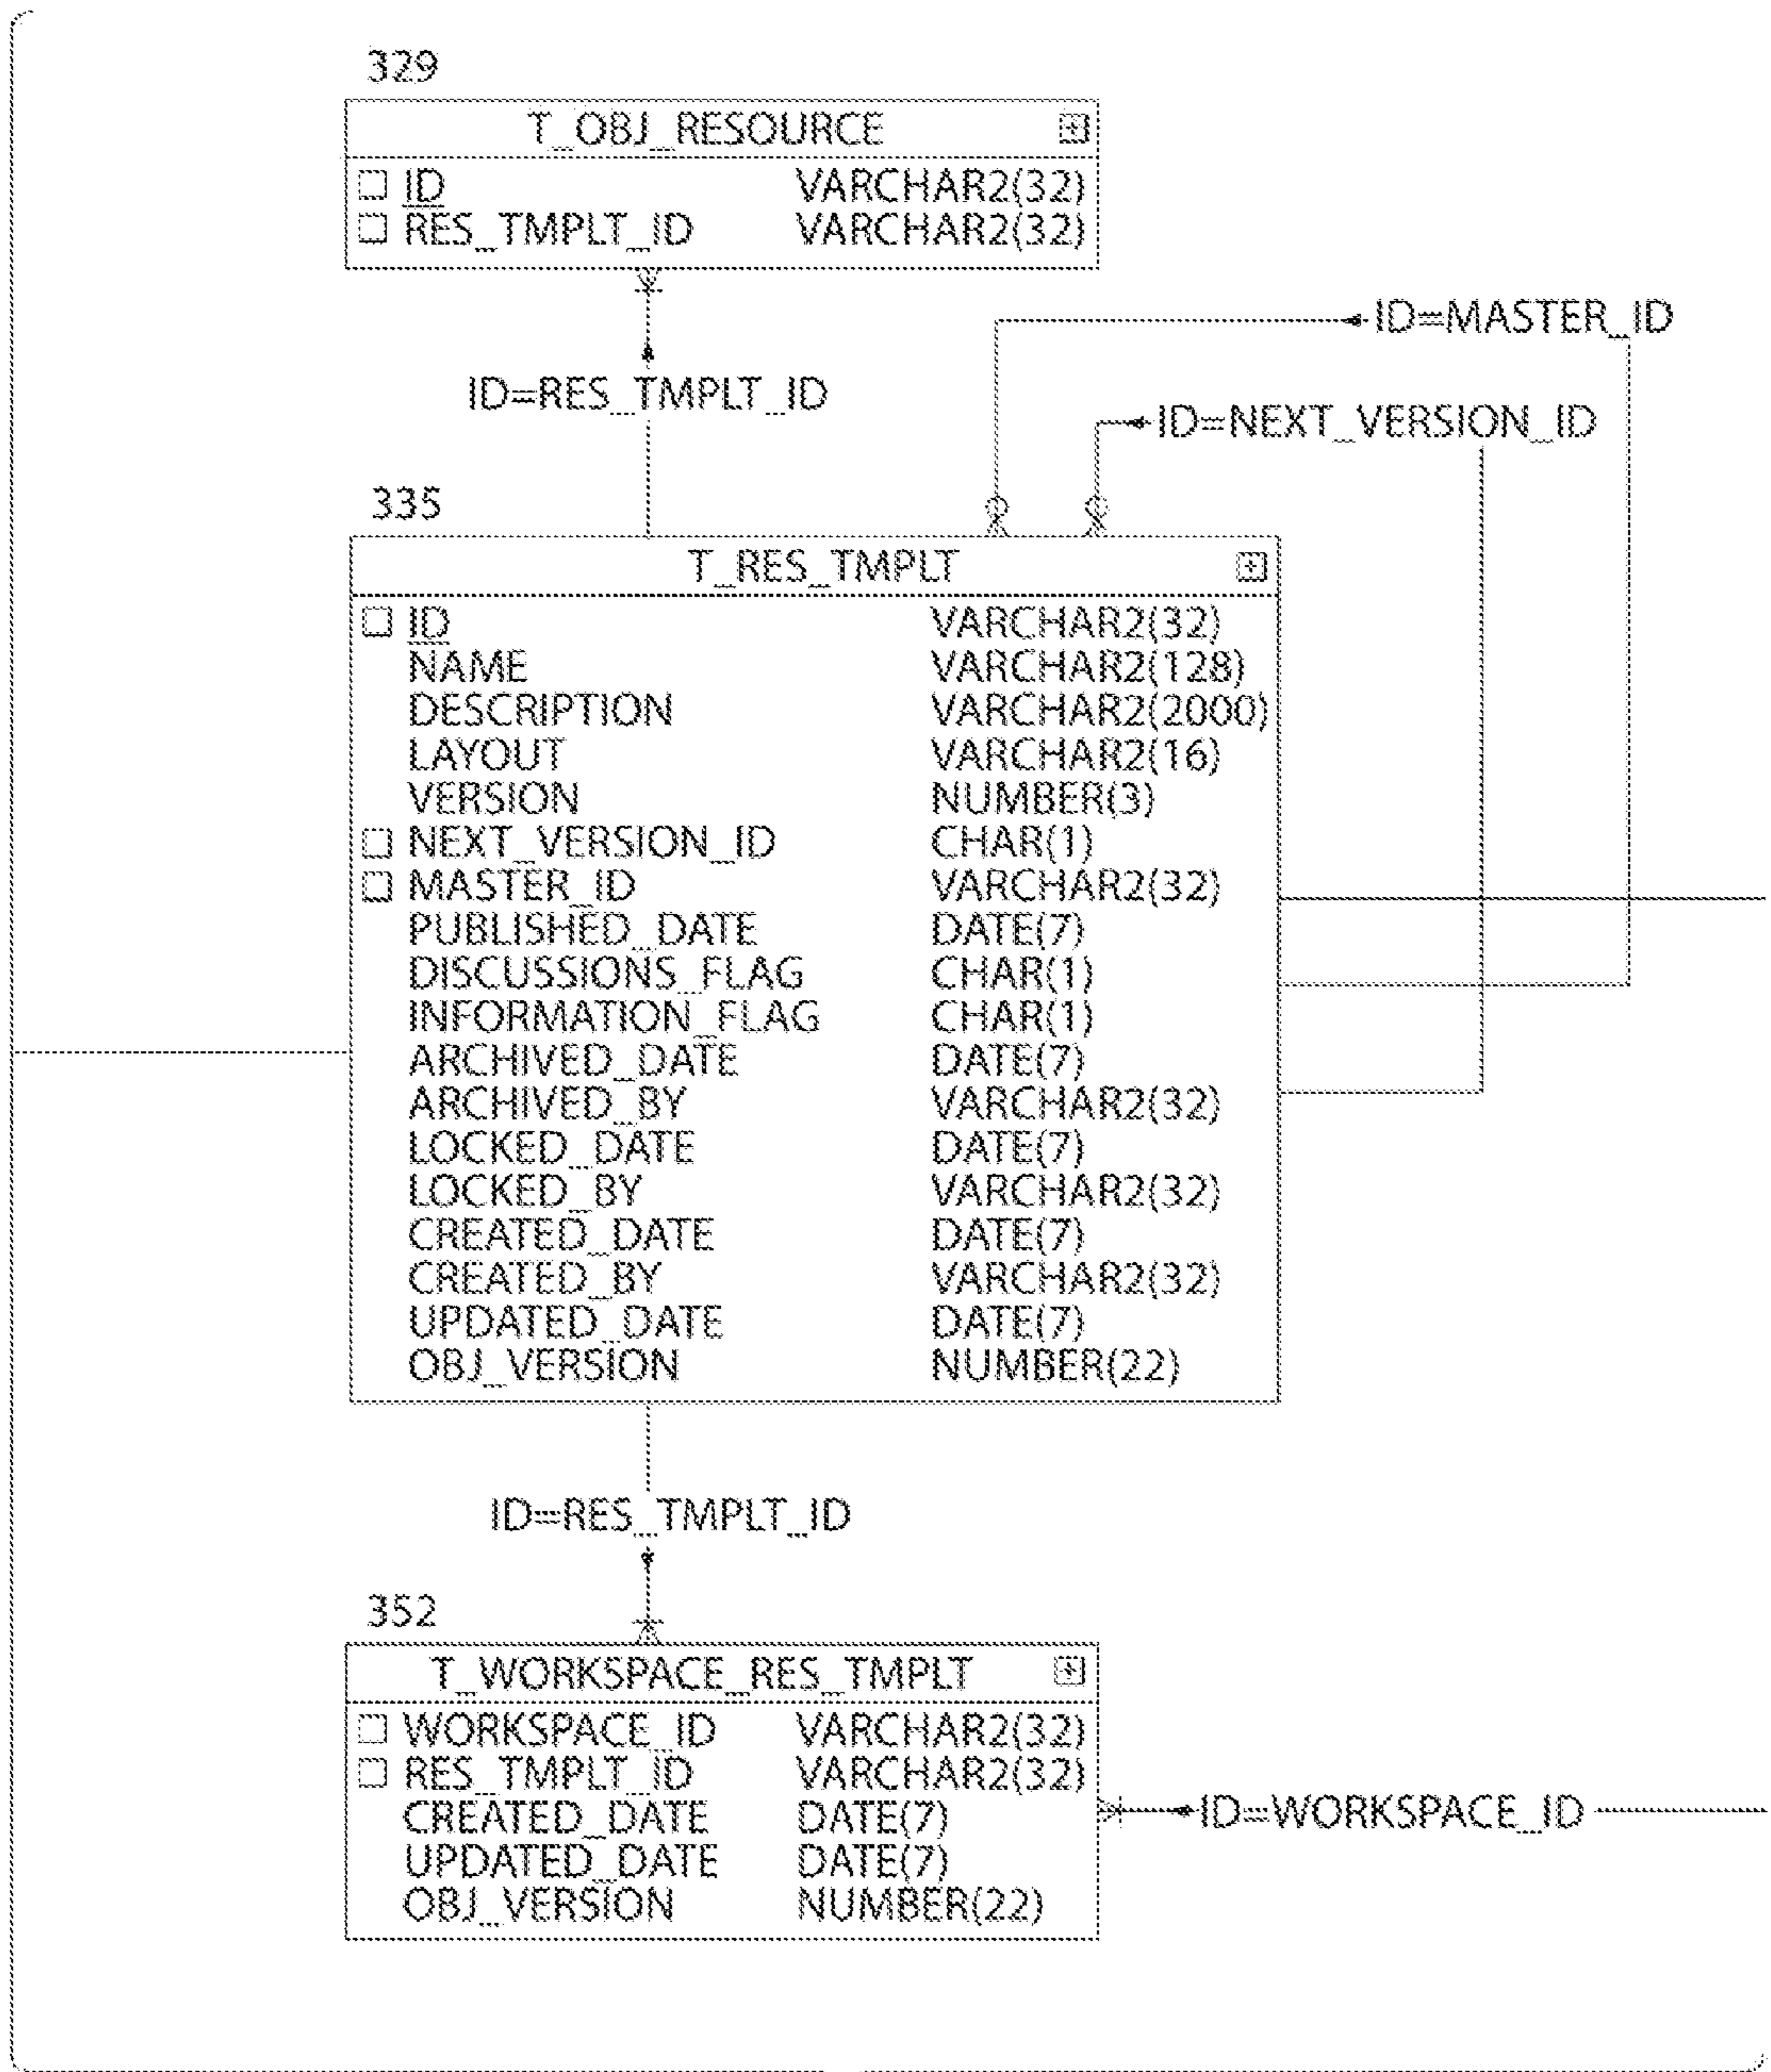 329
T_OBJ_RESOURCE
ID VARCHAR2(32)
RES_TMPLT_ID VARCHAR2(32)
ID=MASTER_ID
ID=RES_TMPLT_ID
ID=NEXT_VERSION_ID
335
T_RES_TMPLT
ID VARCHAR2(32)
NAME VARCHAR2(128)
DESCRIPTION VARCHAR2(2000)
LAYOUT VARCHAR2(16)
VERSION NUMBER(3)
NEXT_VERSION_ID CHAR(1)
MASTER_ID VARCHAR2(32)
PUBLISHED_DATE DATE(7)
DISCUSSIONS_FLAG CHAR(1)
INFORMATION_FLAG CHAR(1)
ARCHIVED_DATE DATE(7)
ARCHIVED_BY VARCHAR2(32)
LOCKED_DATE DATE(7)
LOCKED_BY VARCHAR2(32)
CREATED_DATE DATE(7)
CREATED_BY VARCHAR2(32)
UPDATED_DATE DATE(7)
OBJ_VERSION NUMBER(22)
ID=RES_TMPLT_ID
352
T_WORKSPACE_RES_TMPLT
WORKSPACE_ID VARCHAR2(32)
RES_TMPLT_ID VARCHAR2(32)
CREATED_DATE DATE(7)
ID=WORKSPACE_ID
UPDATED_DATE DATE(7)
OBJ_VERSION NUMBER(22)